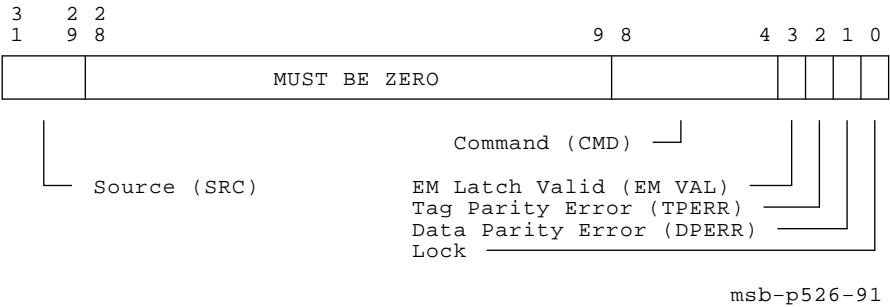 3 2 2
1 9 8 9 8 4 3 2 1 0
MUST BE ZERO
Command (CMD)
Source (SRC) EM Latch Valid (EM VAL)
Tag Parity Error (TPERR)
Data Parity Error (DPERR)
Lock
msb-p526-91